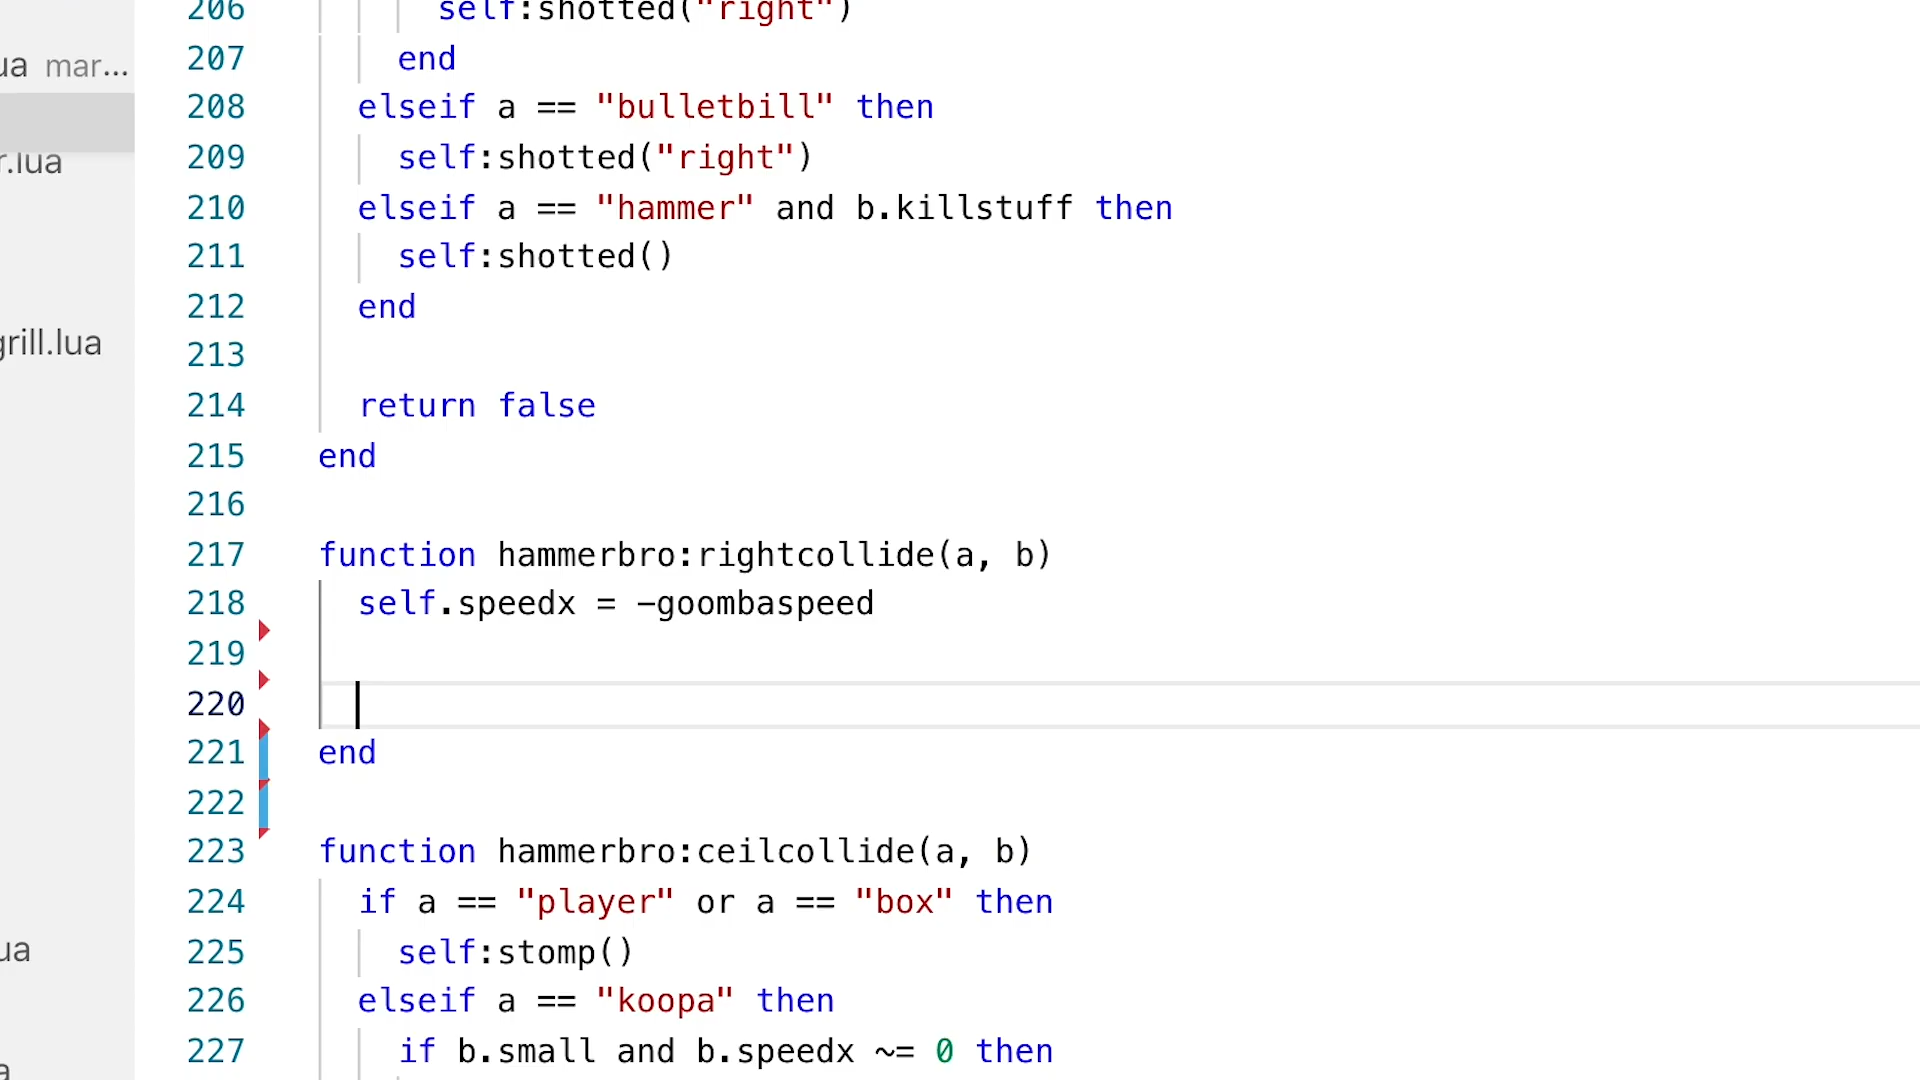 206 self:shotted("right")
ua mar...
207 end
208 elseif a == "bulletbill" then
r.lua
209 self:shotted("right")
210 elseif a == "hammer" and b.killstuff then
211 self:shotted()
212 end
grill.lua
213
214 return false
215 end
216
217 function hammerbro:rightcollide(a, b)
218 self.speedx = -goombaspeed
219
220
221 end
222
223 function hammerbro:ceilcollide(a, b)
224 if a == "player" or a == "box" then
ua
225 self:stomp()
226 elseif a == "koopa" then
227 if b.small and b.speedx ~= 0 then
a